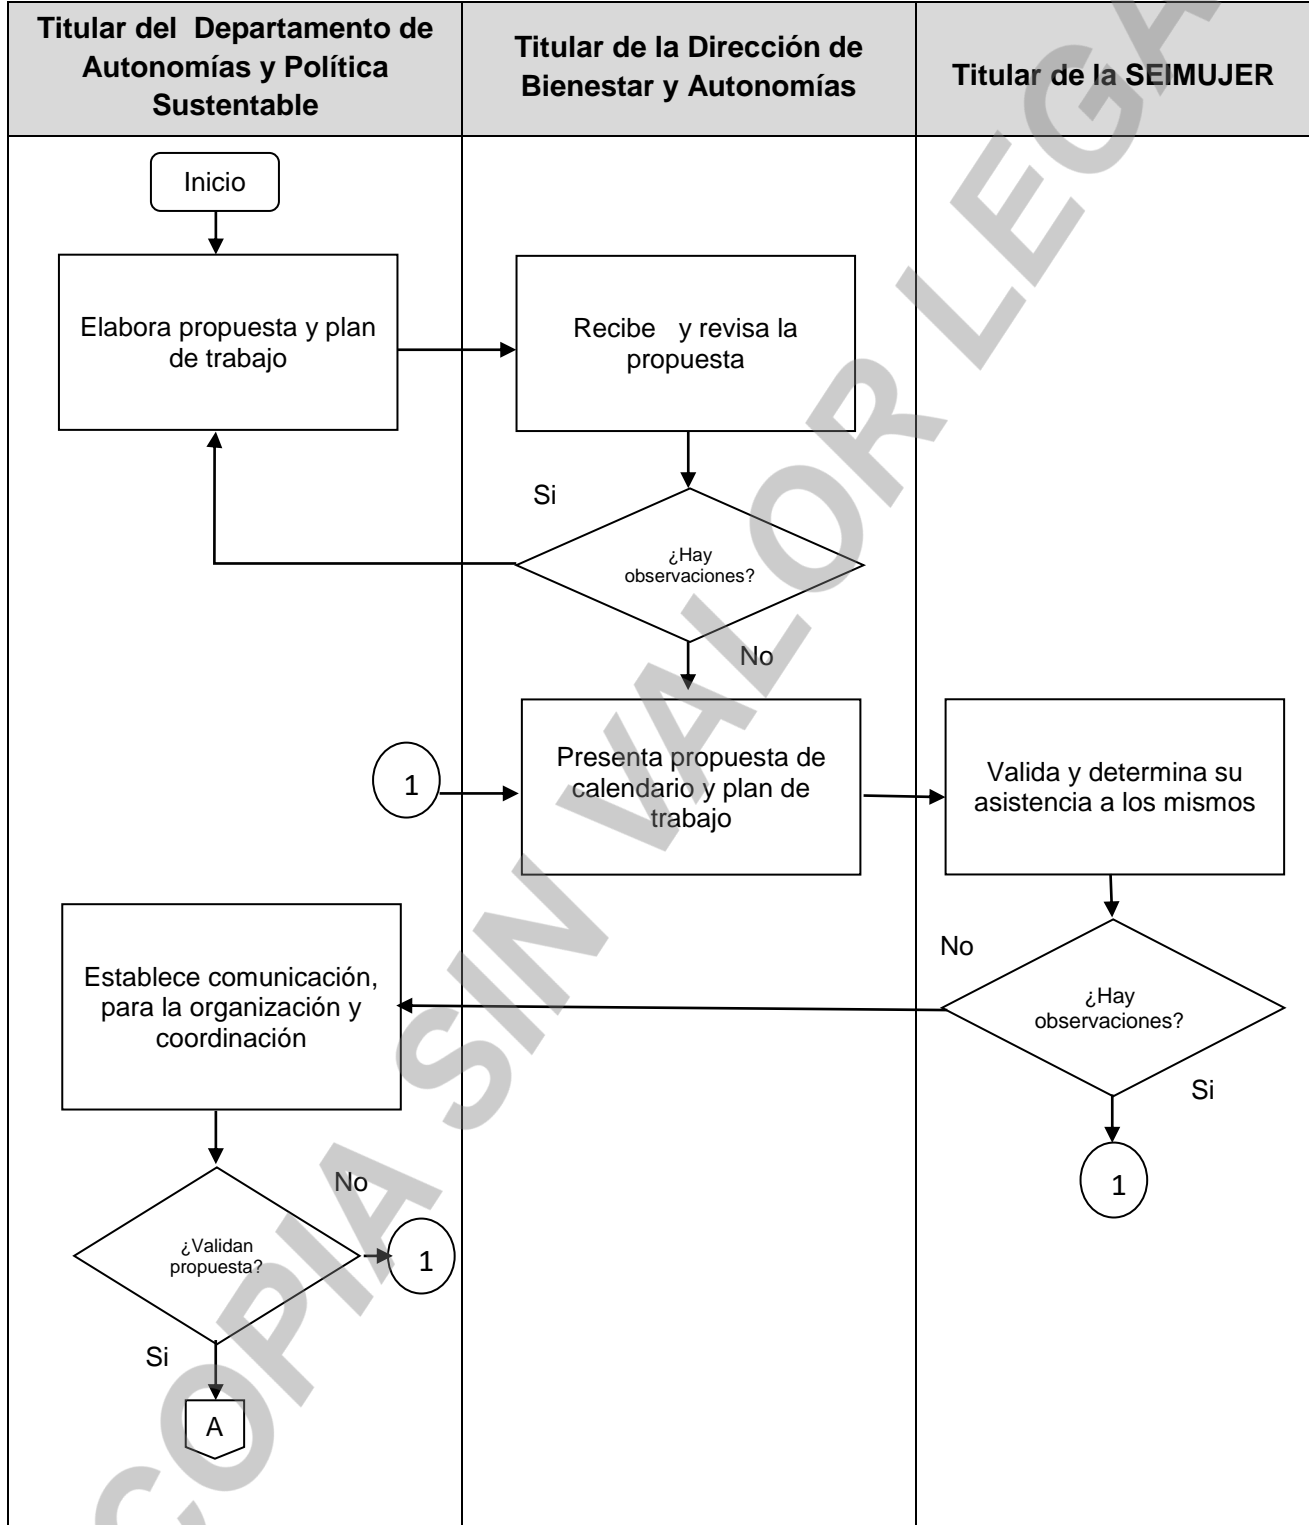 Titular del Departamento de
Autonomías y Política
Sustentable
Titular de la Dirección de
Bienestar y Autonomías
Titular de la SEIMUJER
Inicio
Elabora propuesta y plan
de trabajo
Recibe y revisa la
propuesta
Si
¿Hay
observaciones?
No
1
Presenta propuesta de
calendario y plan de
trabajo
Valida y determina su
asistencia a los mismos
Establece comunicación,
para la organización y
coordinación
No
¿Hay
observaciones?
Si
1
No
¿Validan
propuesta?
1
Si
A
COPIA SIN VALOR LEGA